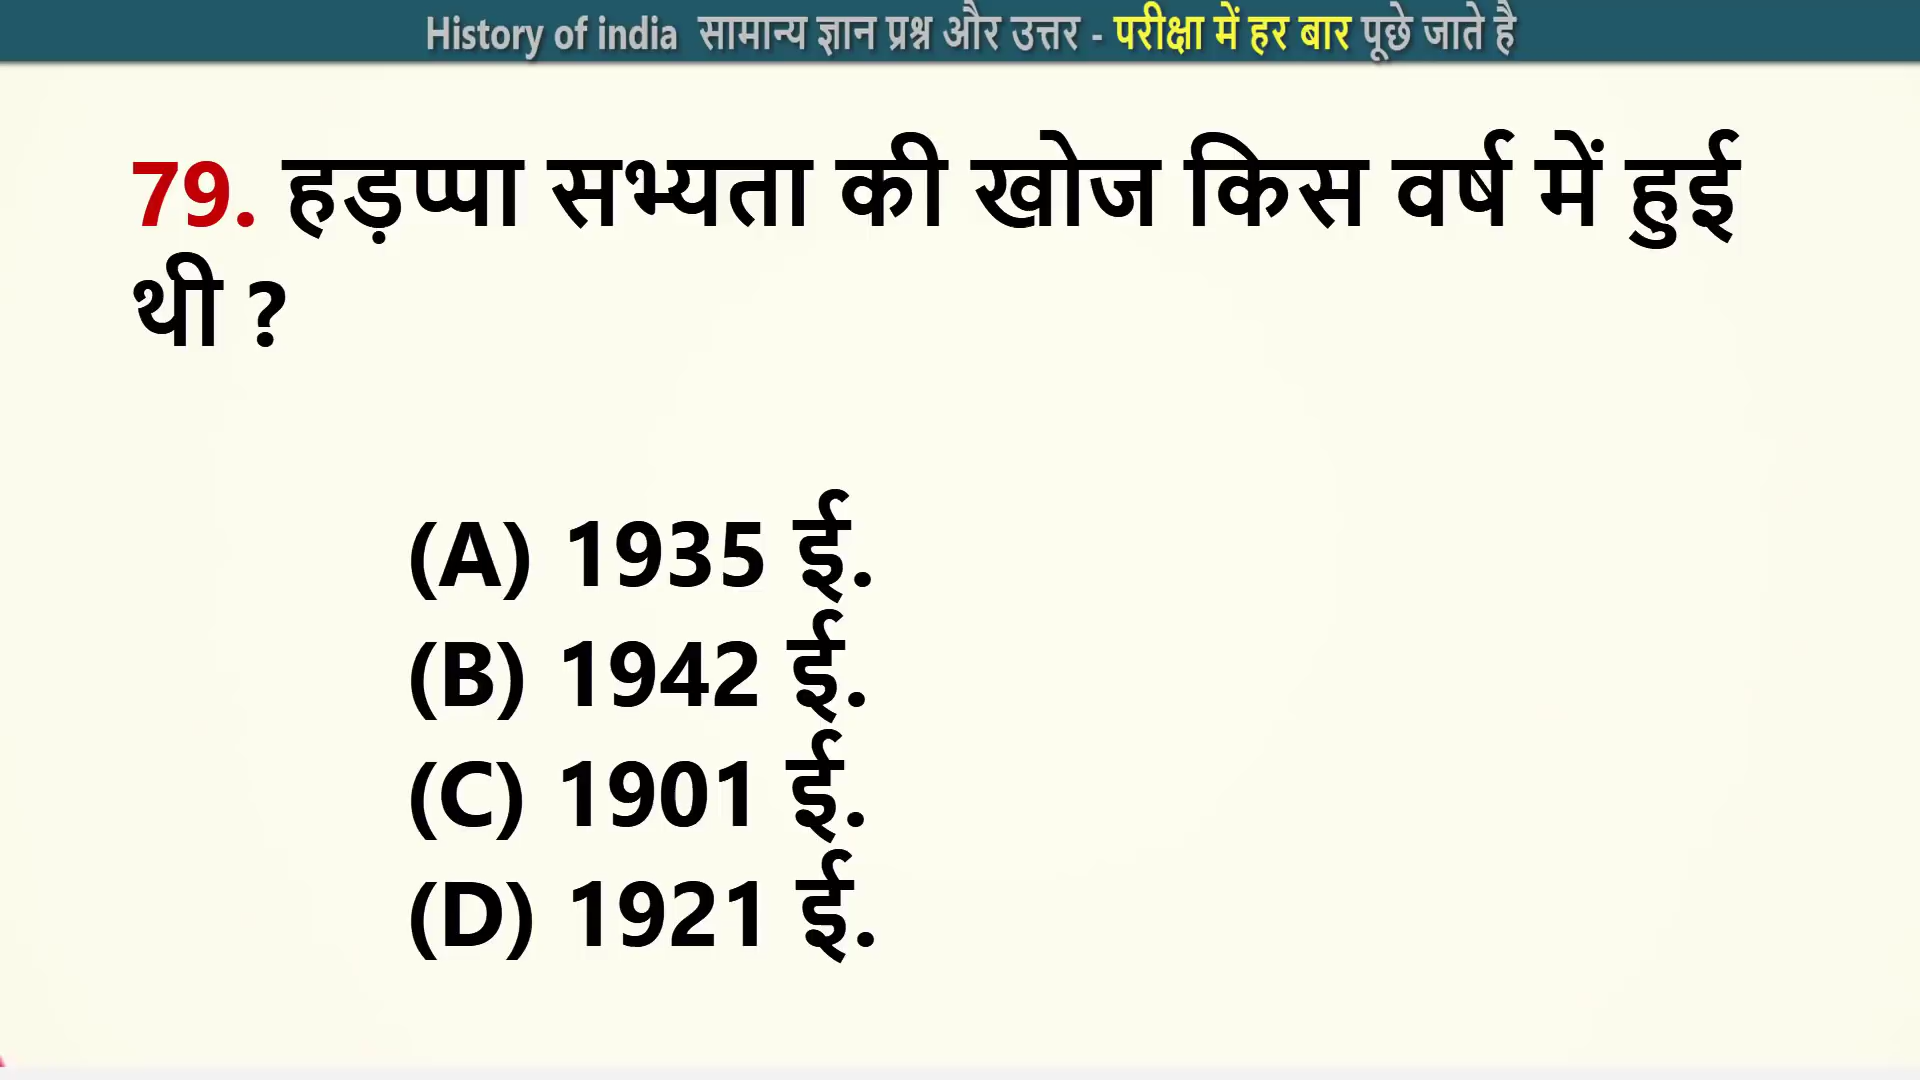 History of india सामान्य ज्ञान प्रश्न और उत्तर - परीक्षा में हर बार पूछे जाते है
79. हड़प्पा सभ्यता की खोज किस वर्ष में हुई
थी ?
(A) 1935 ई.
(B) 1942 ई.
(C) 1901 ई.
(D) 1921 ई.